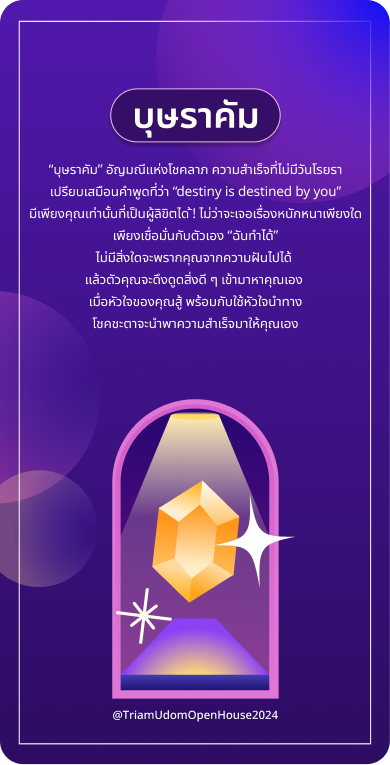 บุษราคัม
“บุษราคัม” อัญมณีแห่งโชคลาภ ความสำเร็จที่ไม่มีวันโรยรา
เปรียบเสมือนคำพูดที่ว่า “destiny is destined by you”
มีเพียงคุณเท่านั้นที่เป็นผู้ลิขิตได้ ! ไม่ว่าจะเจอเรื่องหนักหนาเพียงใด
เพียงเชื่อมั่นกับตัวเอง “ฉันทำได้”
ไม่มีสิ่งใดจะพรากคุณจากความฝันไปได้
แล้วตัวคุณจะดึงดูดสิ่งดี ๆ เข้ามาหาคุณเอง
เมื่อหัวใจของคุณสู้ พร้อมกับใช้หัวใจนำทาง
โชคชะตาจะนำพาความสำเร็จมาให้คุณเอง
@TriamUdomOpenHouse2024